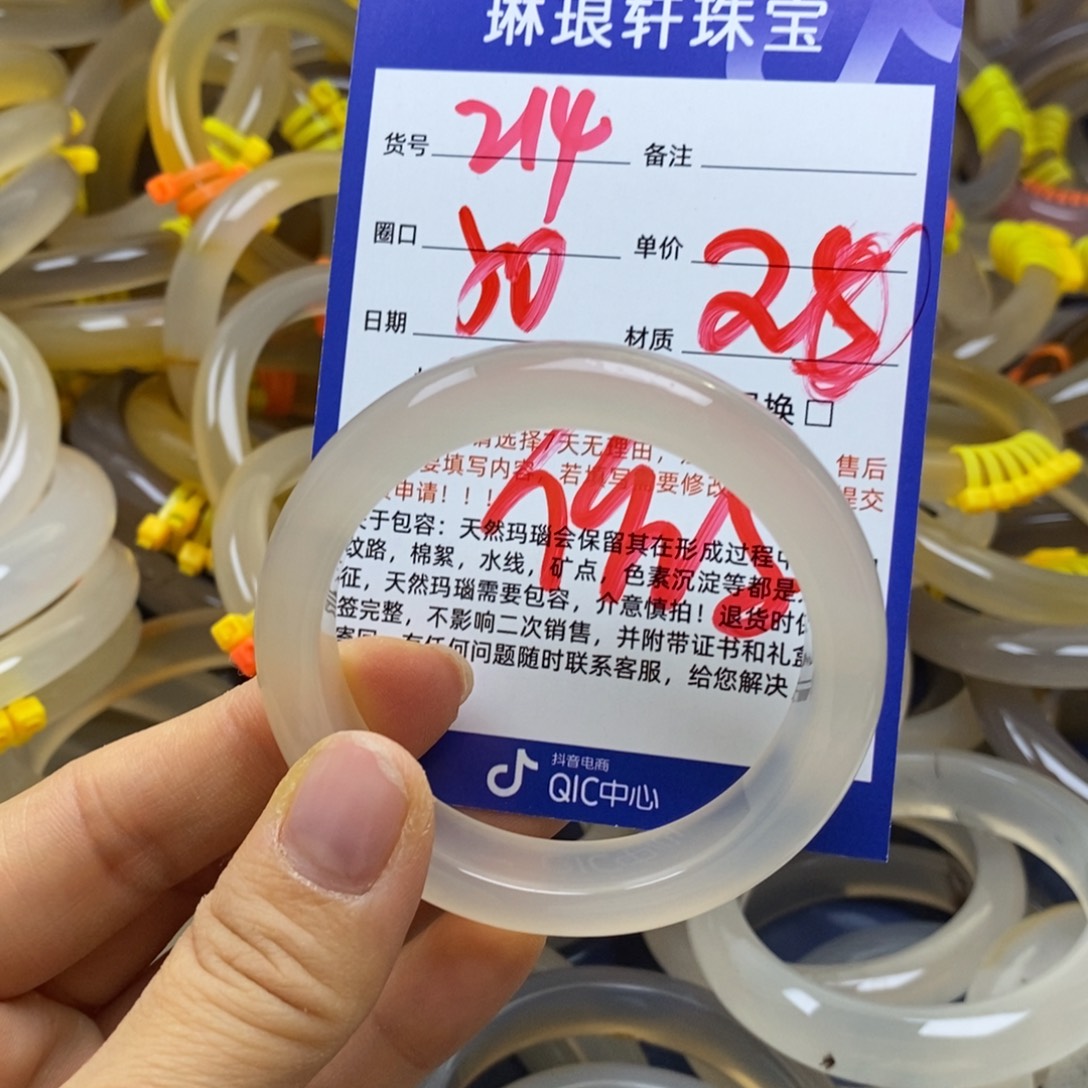 琳琅轩珠宝
货号 214 备注
圈口 单价 28
日期 材质
换 □
请选择7天无理由， 售后
要填写内容，若填写需要修改 是交
申请！！！
于包容：天然玛瑙会保留其在形成过程中
纹路，棉絮，水线，矿点，色素沉淀等都是
征，天然玛瑙需要包容，介意慎拍！退货时
签完整，不影响二次销售，并附带证书和礼盒
寄回，有任何问题随时联系客服，给您解决
抖音电商
QIC中心